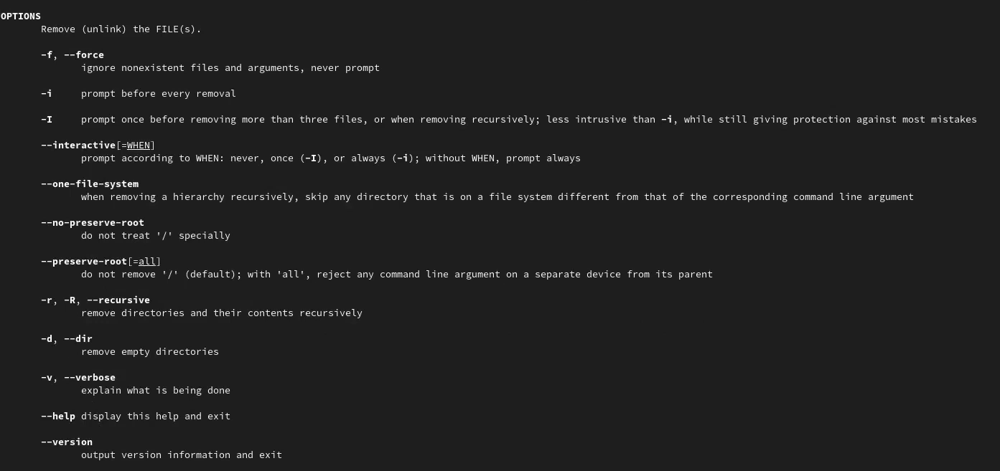 OPTIONS
Remove (unlink) the FILE(s).
-f, --force
ignore nonexistent files and arguments, never prompt
-i     prompt before every removal
-I     prompt once before removing more than three files, or when removing recursively; less intrusive than -i, while still giving protection against most mistakes
--interactive[=WHEN]
prompt according to WHEN: never, once (-I), or always (-i); without WHEN, prompt always
--one-file-system
when removing a hierarchy recursively, skip any directory that is on a file system different from that of the corresponding command line argument
--no-preserve-root
do not treat '/' specially
--preserve-root[=all]
do not remove '/' (default); with 'all', reject any command line argument on a separate device from its parent
-r, -R, --recursive
remove directories and their contents recursively
-d, --dir
remove empty directories
-v, --verbose
explain what is being done
--help display this help and exit
--version
output version information and exit